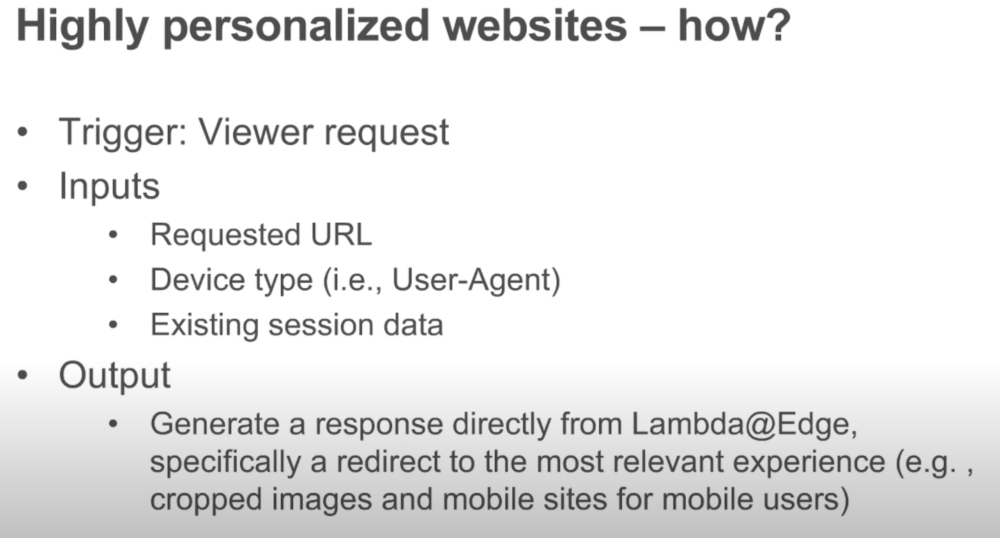 Highly personalized websites – how?
• Trigger: Viewer request
• Inputs
• Requested URL
• Device type (i.e., User-Agent)
• Existing session data
• Output
• Generate a response directly from Lambda@Edge,
specifically a redirect to the most relevant experience (e.g. ,
cropped images and mobile sites for mobile users)